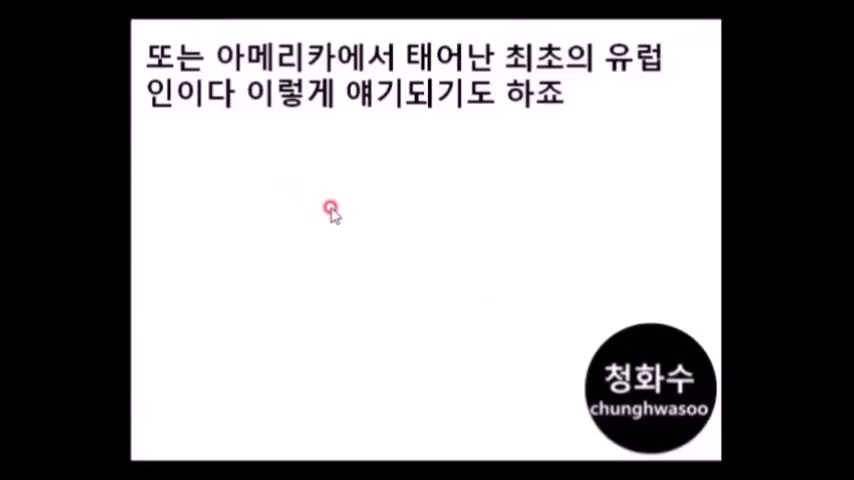 또는 아메리카에서 태어난 최초의 유럽
인이다 이렇게 얘기되기도 하죠
청화수
chunghwasoo